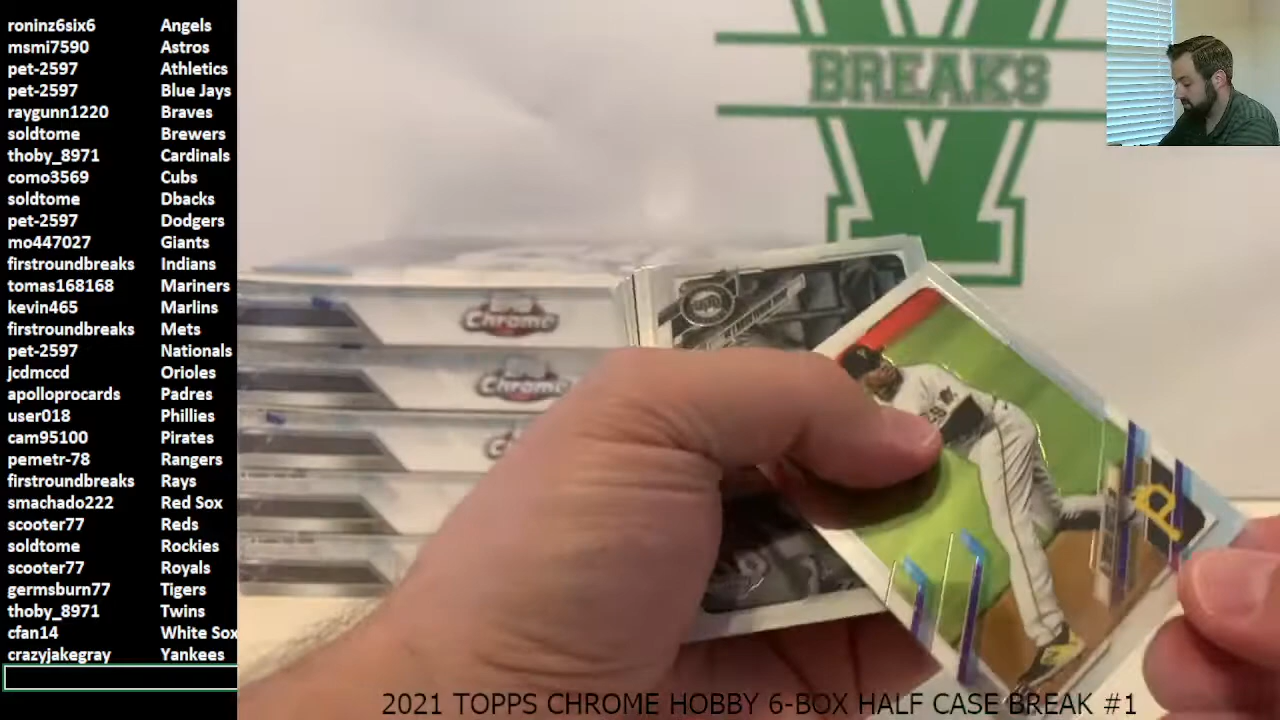 roninz6six6 Angels
msmi7590 Astros
pet-2597 Athletics
pet-2597 Blue Jays
raygunn1220 Braves
soldtome Brewers
thoby_8971 Cardinals
como3569 Cubs
soldtome Dbacks
pet-2597 Dodgers
mo447027 Giants
firstroundbreaks Indians
tomas168168 Mariners
kevin465 Marlins
firstroundbreaks Mets
pet-2597 Nationals
jcdmccd Orioles
apolloprocards Padres
user018 Phillies
cam95100 Pirates
pemetr-78 Rangers
firstroundbreaks Rays
smachado222 Red Sox
scooter77 Reds
soldtome Rockies
scooter77 Royals
germsburn77 Tigers
thoby_8971 Twins
cfan14 White Sox
crazyjakegray Yankees
V
BREAKS
Chrome
Chrome
P
2021 TOPPS CHROME HOBBY 6-BOX HALF CASE BREAK #1